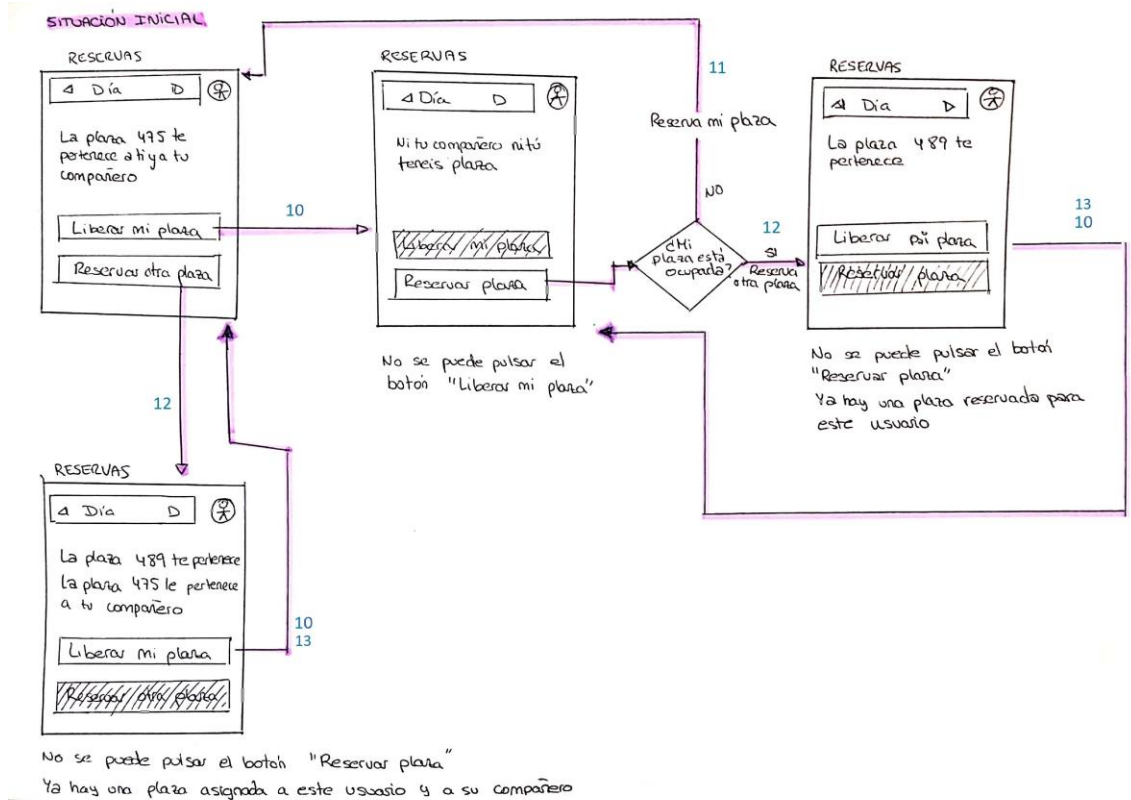 SITUACIÓN INICIAL
RESERVAS
Día
La plaza 475 te
pertenece a ti y a tu
compañero
Liberar mi plaza
Reservar otra plaza
10
12
RESERVAS
Día
Ni tu compañero ni tú
teneis plaza
Liberar mi plaza
Reservar plaza
No se puede pulsar el
botón "Liberar mi plaza"
11
Reserva mi plaza
NO
¿Mi
plaza está
ocupada?
12
SI
Reserva
otra plaza
RESERVAS
Día
La plaza 489 te
pertenece
Liberar mi plaza
Reservar plaza
13
10
No se puede pulsar el botón
"Reservar plaza"
Ya hay una plaza reservada para
este usuario
RESERVAS
Día
La plaza 489 te pertenece
La plaza 475 le pertenece
a tu compañero
Liberar mi plaza
Reservar otra plaza
10
13
No se puede pulsar el botón "Reservar plaza"
Ya hay una plaza asignada a este usuario y a su compañero